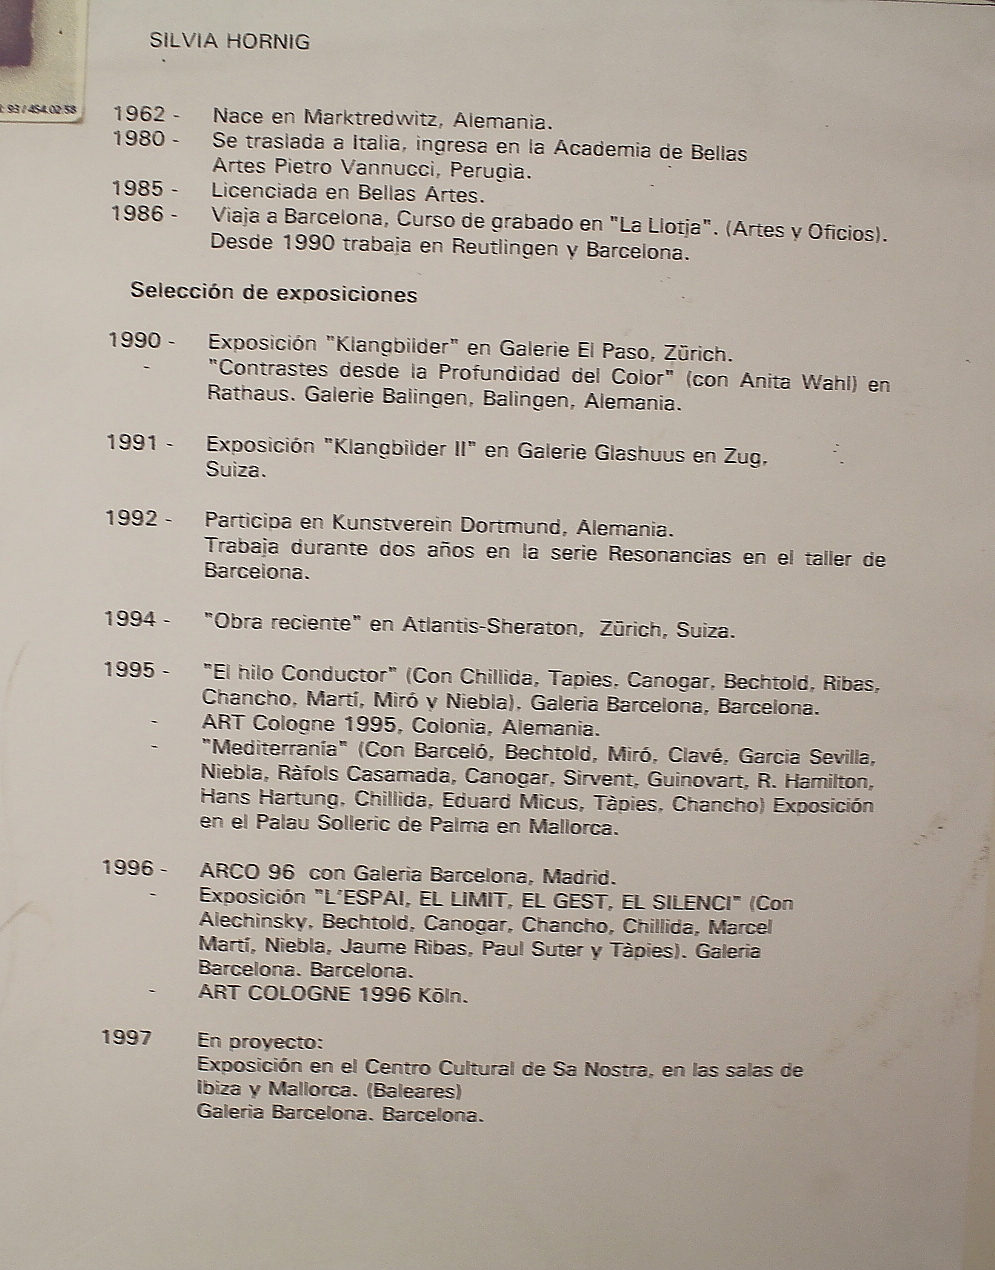 : 93 / 454.02.58
SILVIA HORNIG
1962 - Nace en Marktredwitz, Alemania.
1980 - Se traslada a Italia, ingresa en la Academia de Bellas
Artes Pietro Vannucci, Perugia.
1985 - Licenciada en Bellas Artes.
1986 - Viaja a Barcelona, Curso de grabado en "La Llotja". (Artes y Oficios).
Desde 1990 trabaja en Reutlingen y Barcelona.
Selección de exposiciones
1990 - Exposición "Klangbilder" en Galerie El Paso, Zürich.
- "Contrastes desde la Profundidad del Color" (con Anita Wahl) en
Rathaus. Galerie Balingen, Balingen, Alemania.
1991 - Exposición "Klangbilder II" en Galerie Glashuus en Zug,
Suiza.
1992 - Participa en Kunstverein Dortmund, Alemania.
Trabaja durante dos años en la serie Resonancias en el taller de
Barcelona.
1994 - "Obra reciente" en Atlantis-Sheraton, Zürich, Suiza.
1995 - "El hilo Conductor" (Con Chillida, Tapies, Canogar, Bechtold, Ribas,
Chancho, Martí, Miró y Niebla), Galeria Barcelona, Barcelona.
- ART Cologne 1995, Colonia, Alemania.
- "Mediterranía" (Con Barceló, Bechtold, Miró, Clavé, Garcia Sevilla,
Niebla, Ràfols Casamada, Canogar, Sirvent, Guinovart, R. Hamilton,
Hans Hartung, Chillida, Eduard Micus, Tàpies, Chancho) Exposición
en el Palau Solleric de Palma en Mallorca.
1996 - ARCO 96 con Galeria Barcelona, Madrid.
- Exposición "L'ESPAI, EL LIMIT, EL GEST, EL SILENCI" (Con
Alechinsky, Bechtold, Canogar, Chancho, Chillida, Marcel
Martí, Niebla, Jaume Ribas, Paul Suter y Tàpies). Galeria
Barcelona. Barcelona.
- ART COLOGNE 1996 Köln.
1997 En proyecto:
Exposición en el Centro Cultural de Sa Nostra, en las salas de
Ibiza y Mallorca. (Baleares)
Galeria Barcelona. Barcelona.